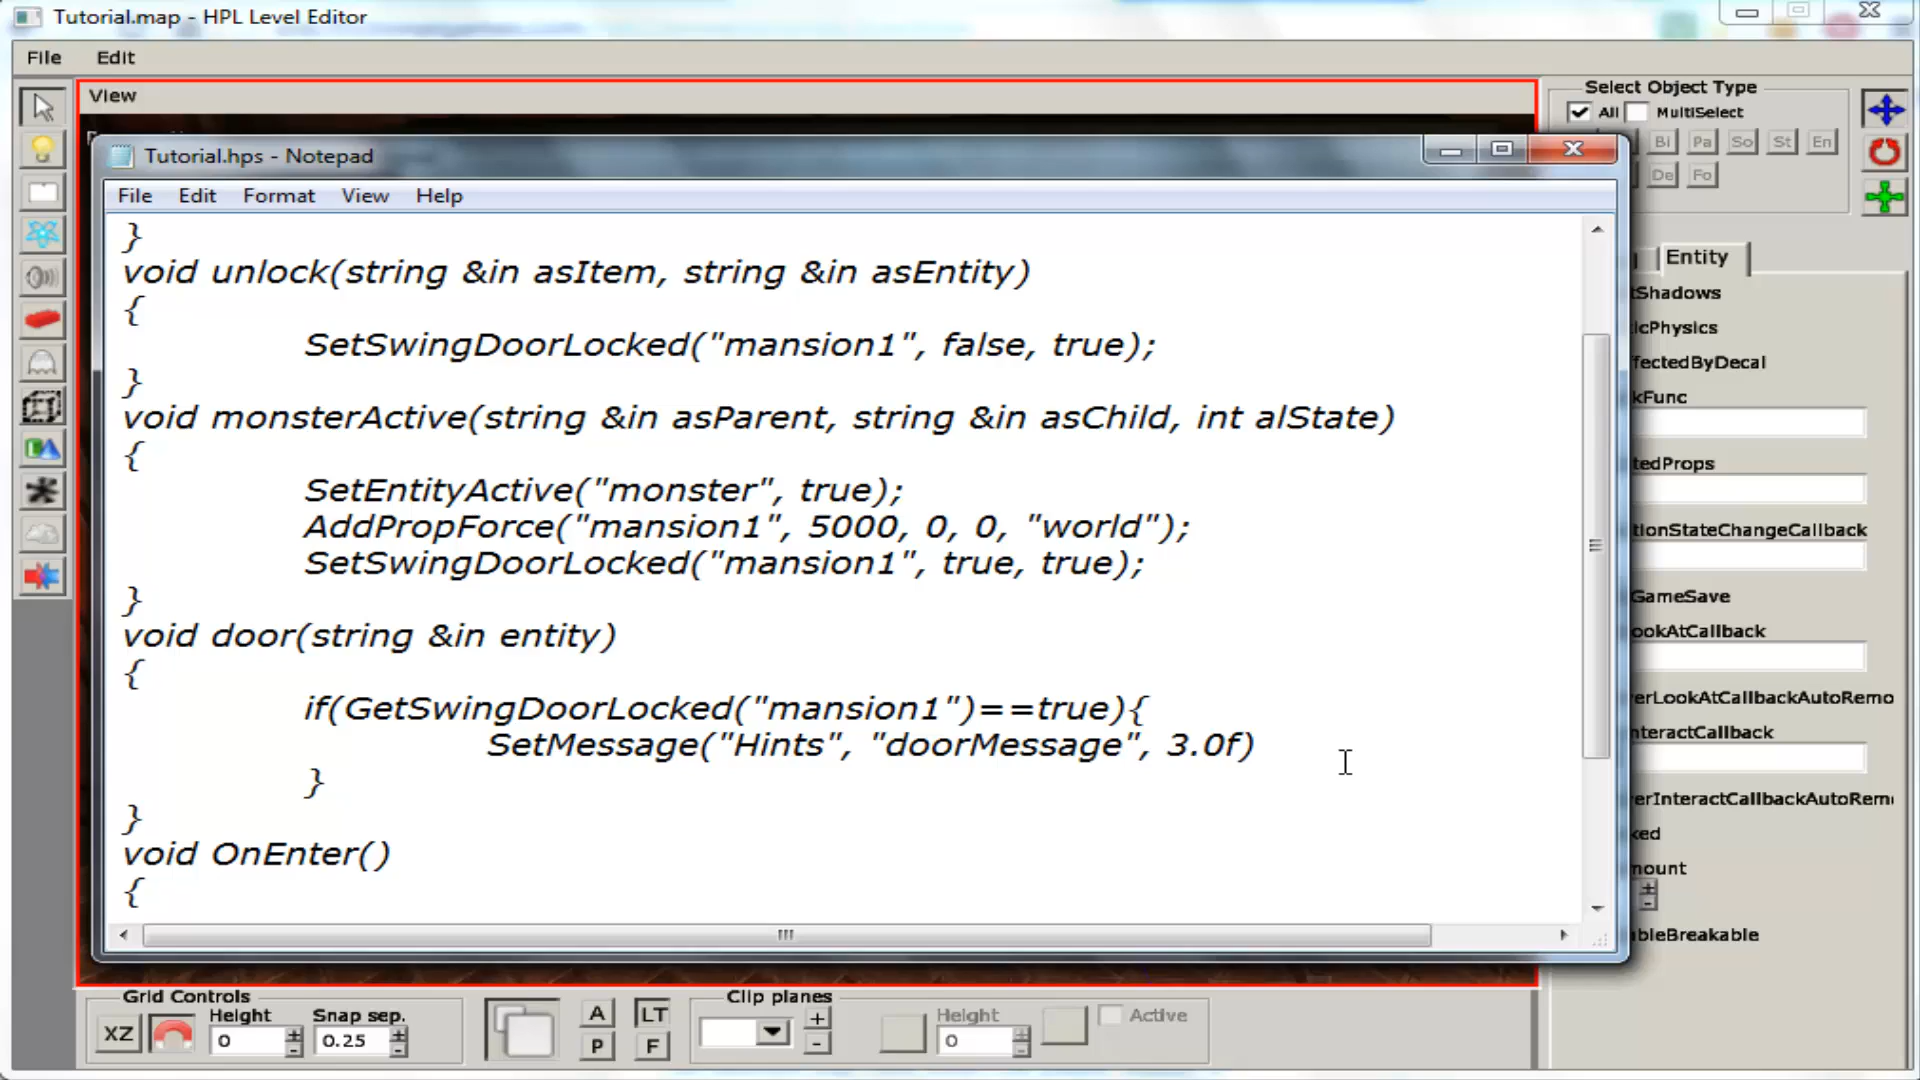 Tutorial.map - HPL Level Editor
File Edit
View
Select Object Type
All MultiSelect
Bi Pa So St En
De Fo
Tutorial.hps - Notepad
File Edit Format View Help
}
void unlock(string &in asItem, string &in asEntity)
{
SetSwingDoorLocked("mansion1", false, true);
}
void monsterActive(string &in asParent, string &in asChild, int alState)
{
SetEntityActive("monster", true);
AddPropForce("mansion1", 5000, 0, 0, "world");
SetSwingDoorLocked("mansion1", true, true);
}
void door(string &in entity)
{
if(GetSwingDoorLocked("mansion1")==true){
SetMessage("Hints", "doorMessage", 3.0f)
}
}
void OnEnter()
{
Entity
tShadows
icPhysics
ffectedByDecal
kFunc
tedProps
tionStateChangeCallback
GameSave
ookAtCallback
erLookAtCallbackAutoRemo
nteractCallback
erInteractCallbackAutoRem
ked
mount
bleBreakable
Grid Controls
XZ
Height
0
Snap sep.
0.25
A
P
LT
F
Clip planes
+
-
Height
0
Active